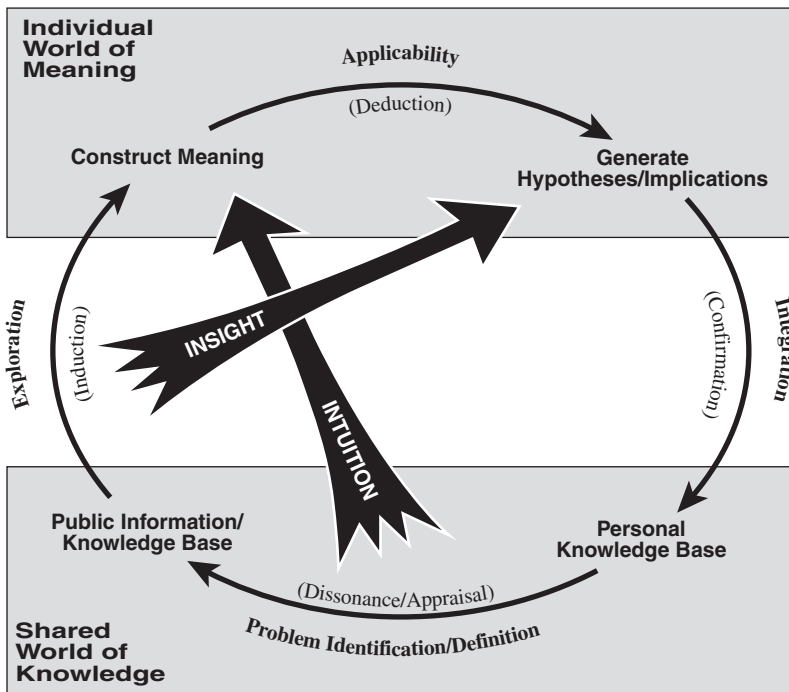 Individual
World of
Meaning
Applicability
(Deduction)
Construct Meaning
Generate
Hypotheses/Implications
Exploration
(Induction)
INSIGHT
INTUITION
(Confirmation)
Integration
Public Information/
Knowledge Base
Personal
Knowledge Base
(Dissonance/Appraisal)
Problem Identification/Definition
Shared
World of
Knowledge